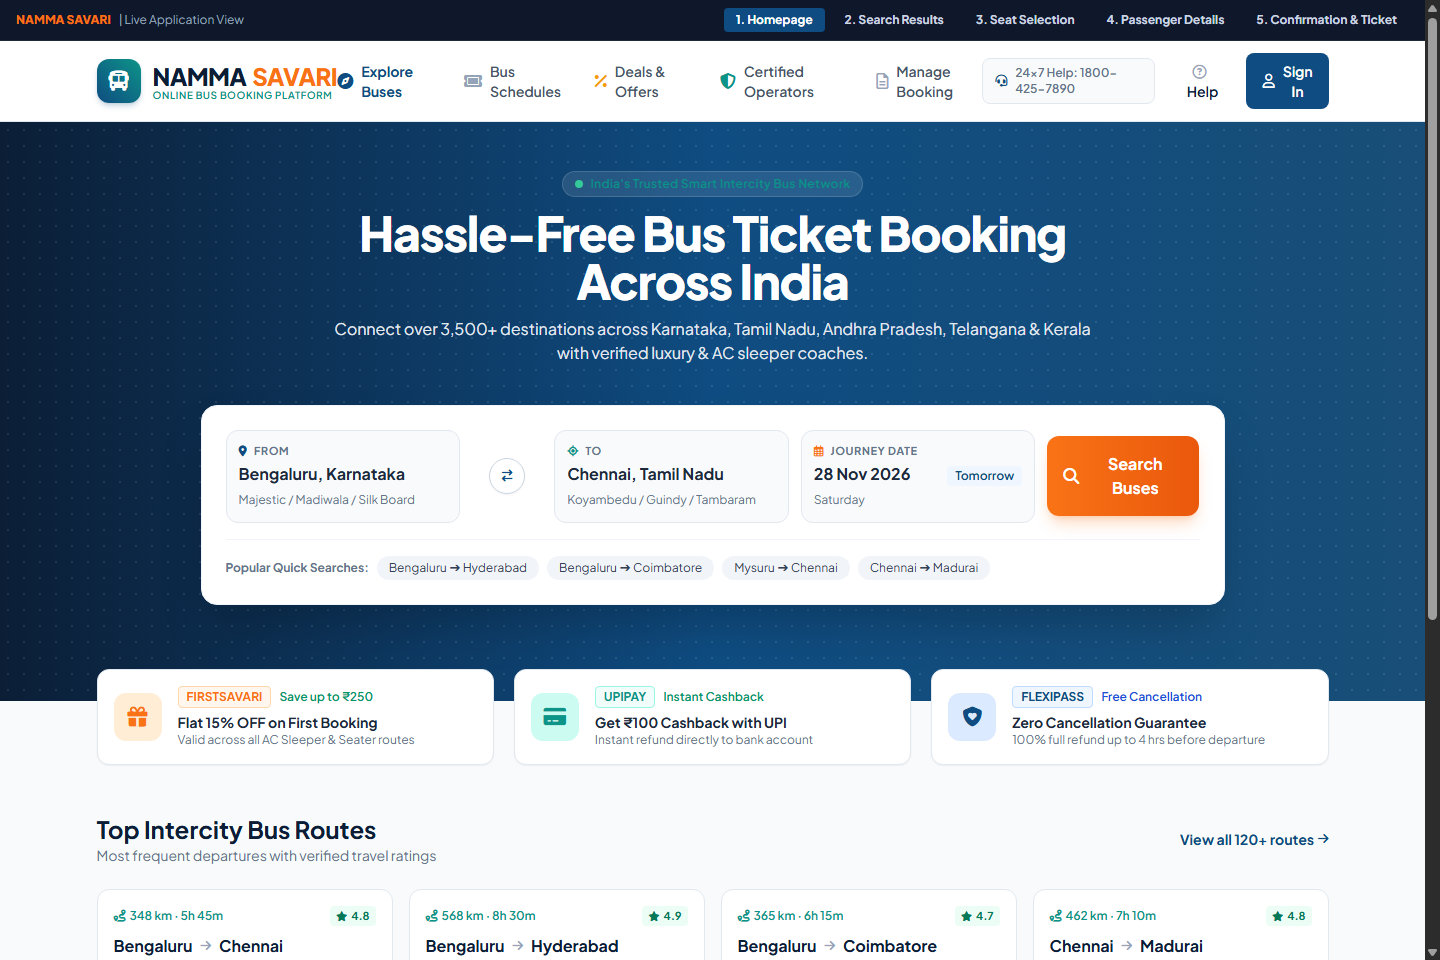 NAMMA SAVARI | Live Application View
1. Homepage
2. Search Results
3. Seat Selection
4. Passenger Details
5. Confirmation & Ticket
NAMMA SAVARI
ONLINE BUS BOOKING PLATFORM
Explore
Buses
Bus
Schedules
Deals &
Offers
Certified
Operators
Manage
Booking
24×7 Help: 1800-
425-7890
Help
Sign
In
India's Trusted Smart Intercity Bus Network
Hassle-Free Bus Ticket Booking
Across India
Connect over 3,500+ destinations across Karnataka, Tamil Nadu, Andhra Pradesh, Telangana & Kerala
with verified luxury & AC sleeper coaches.
FROM
Bengaluru, Karnataka
Majestic / Madiwala / Silk Board
TO
Chennai, Tamil Nadu
Koyambedu / Guindy / Tambaram
JOURNEY DATE
28 Nov 2026
Tomorrow
Saturday
Search
Buses
Popular Quick Searches:
Bengaluru ➔ Hyderabad
Bengaluru ➔ Coimbatore
Mysuru ➔ Chennai
Chennai ➔ Madurai
FIRSTSAVARI Save up to ₹250
Flat 15% OFF on First Booking
Valid across all AC Sleeper & Seater routes
UPIPAY Instant Cashback
Get ₹100 Cashback with UPI
Instant refund directly to bank account
FLEXIPASS Free Cancellation
Zero Cancellation Guarantee
100% full refund up to 4 hrs before departure
Top Intercity Bus Routes
Most frequent departures with verified travel ratings
View all 120+ routes →
348 km · 5h 45m
4.8
Bengaluru → Chennai
568 km · 8h 30m
4.9
Bengaluru → Hyderabad
365 km · 6h 15m
4.7
Bengaluru → Coimbatore
462 km · 7h 10m
4.8
Chennai → Madurai